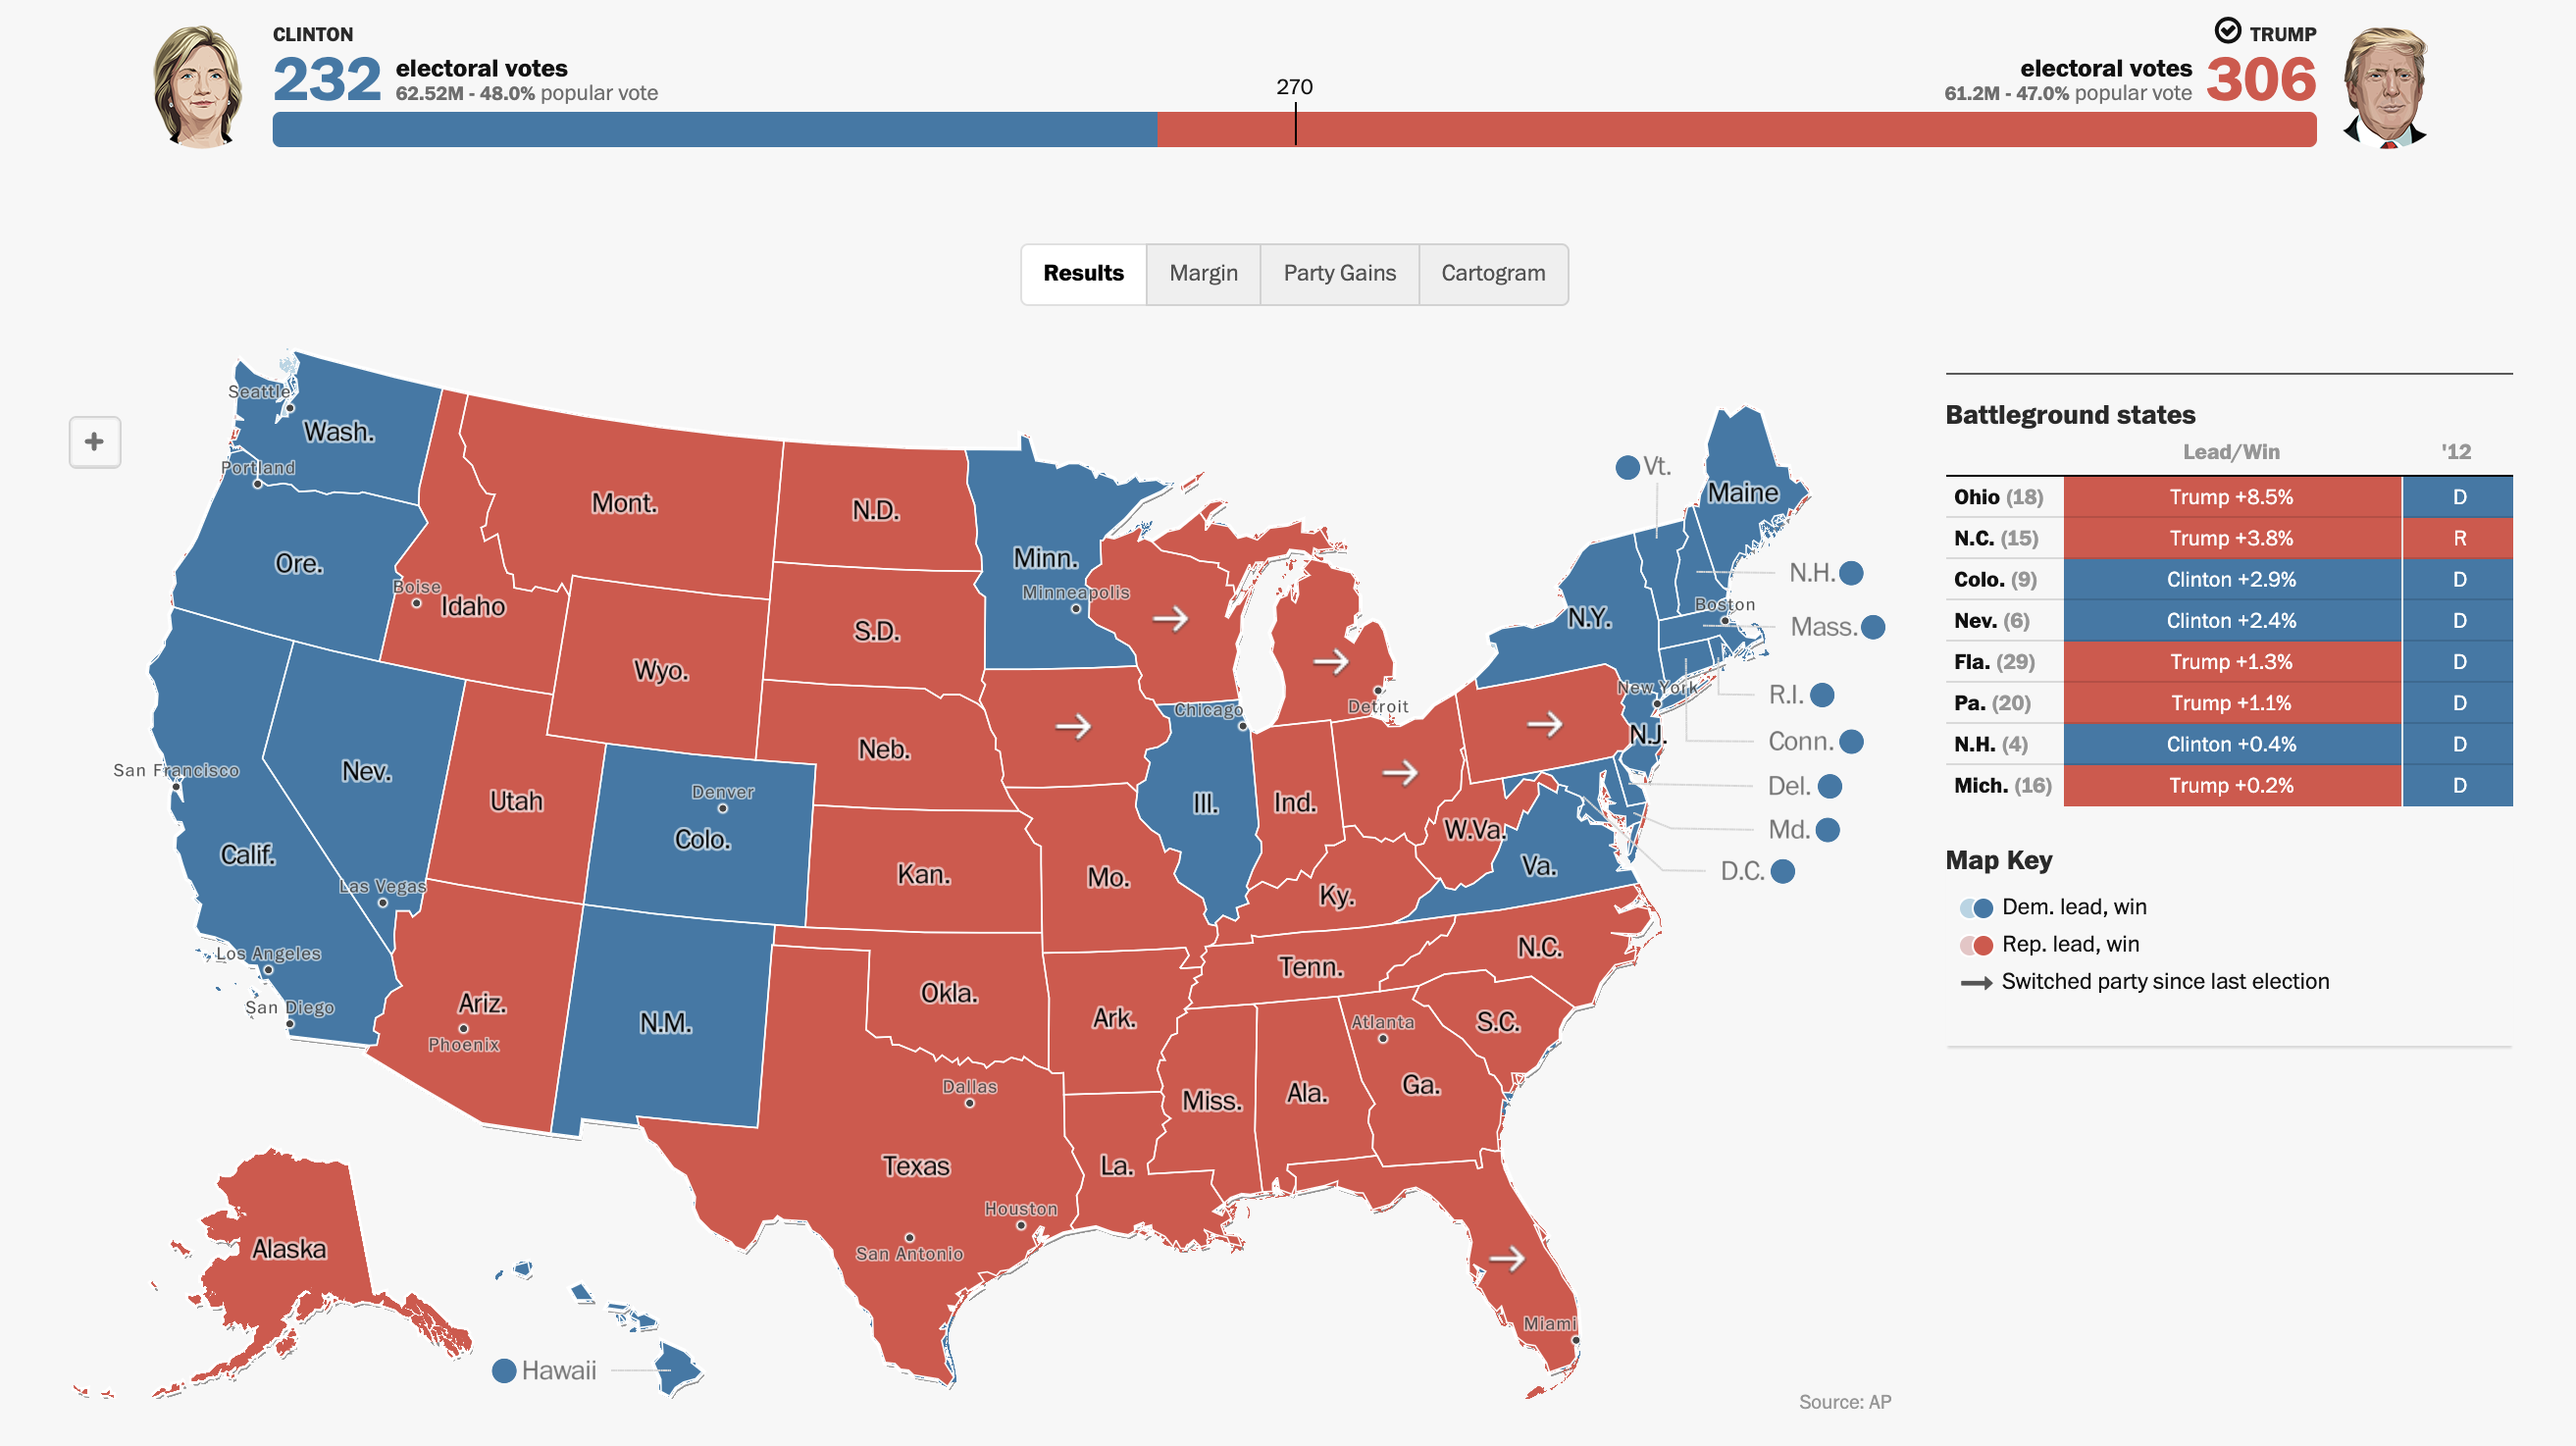 CLINTON
232 electoral votes
62.52M - 48.0% popular vote
270
TRUMP
electoral votes 306
61.2M - 47.0% popular vote
Results Margin Party Gains Cartogram
+
Seattle
Wash.
Portland
Ore.
Boise
Idaho
Mont.
N.D.
Minn.
Minneapolis
S.D.
Wyo.
Neb.
Nev.
Utah
Denver
Colo.
San Francisco
Calif.
Las Vegas
Los Angeles
San Diego
Ariz.
Phoenix
N.M.
Kan.
Mo.
Okla.
Ark.
Dallas
Texas
Houston
San Antonio
La.
Miss.
Ala.
Atlanta
Ga.
S.C.
N.C.
Tenn.
Ky.
W.Va.
Va.
Ill.
Chicago
Ind.
Detroit
Miami
Alaska
Hawaii
N.Y.
New York
N.J.
Maine
Boston
Vt.
N.H.
Mass.
R.I.
Conn.
Del.
Md.
D.C.
Source: AP
Battleground states
Lead/Win '12
Ohio (18) Trump +8.5% D
N.C. (15) Trump +3.8% R
Colo. (9) Clinton +2.9% D
Nev. (6) Clinton +2.4% D
Fla. (29) Trump +1.3% D
Pa. (20) Trump +1.1% D
N.H. (4) Clinton +0.4% D
Mich. (16) Trump +0.2% D
Map Key
Dem. lead, win
Rep. lead, win
Switched party since last election